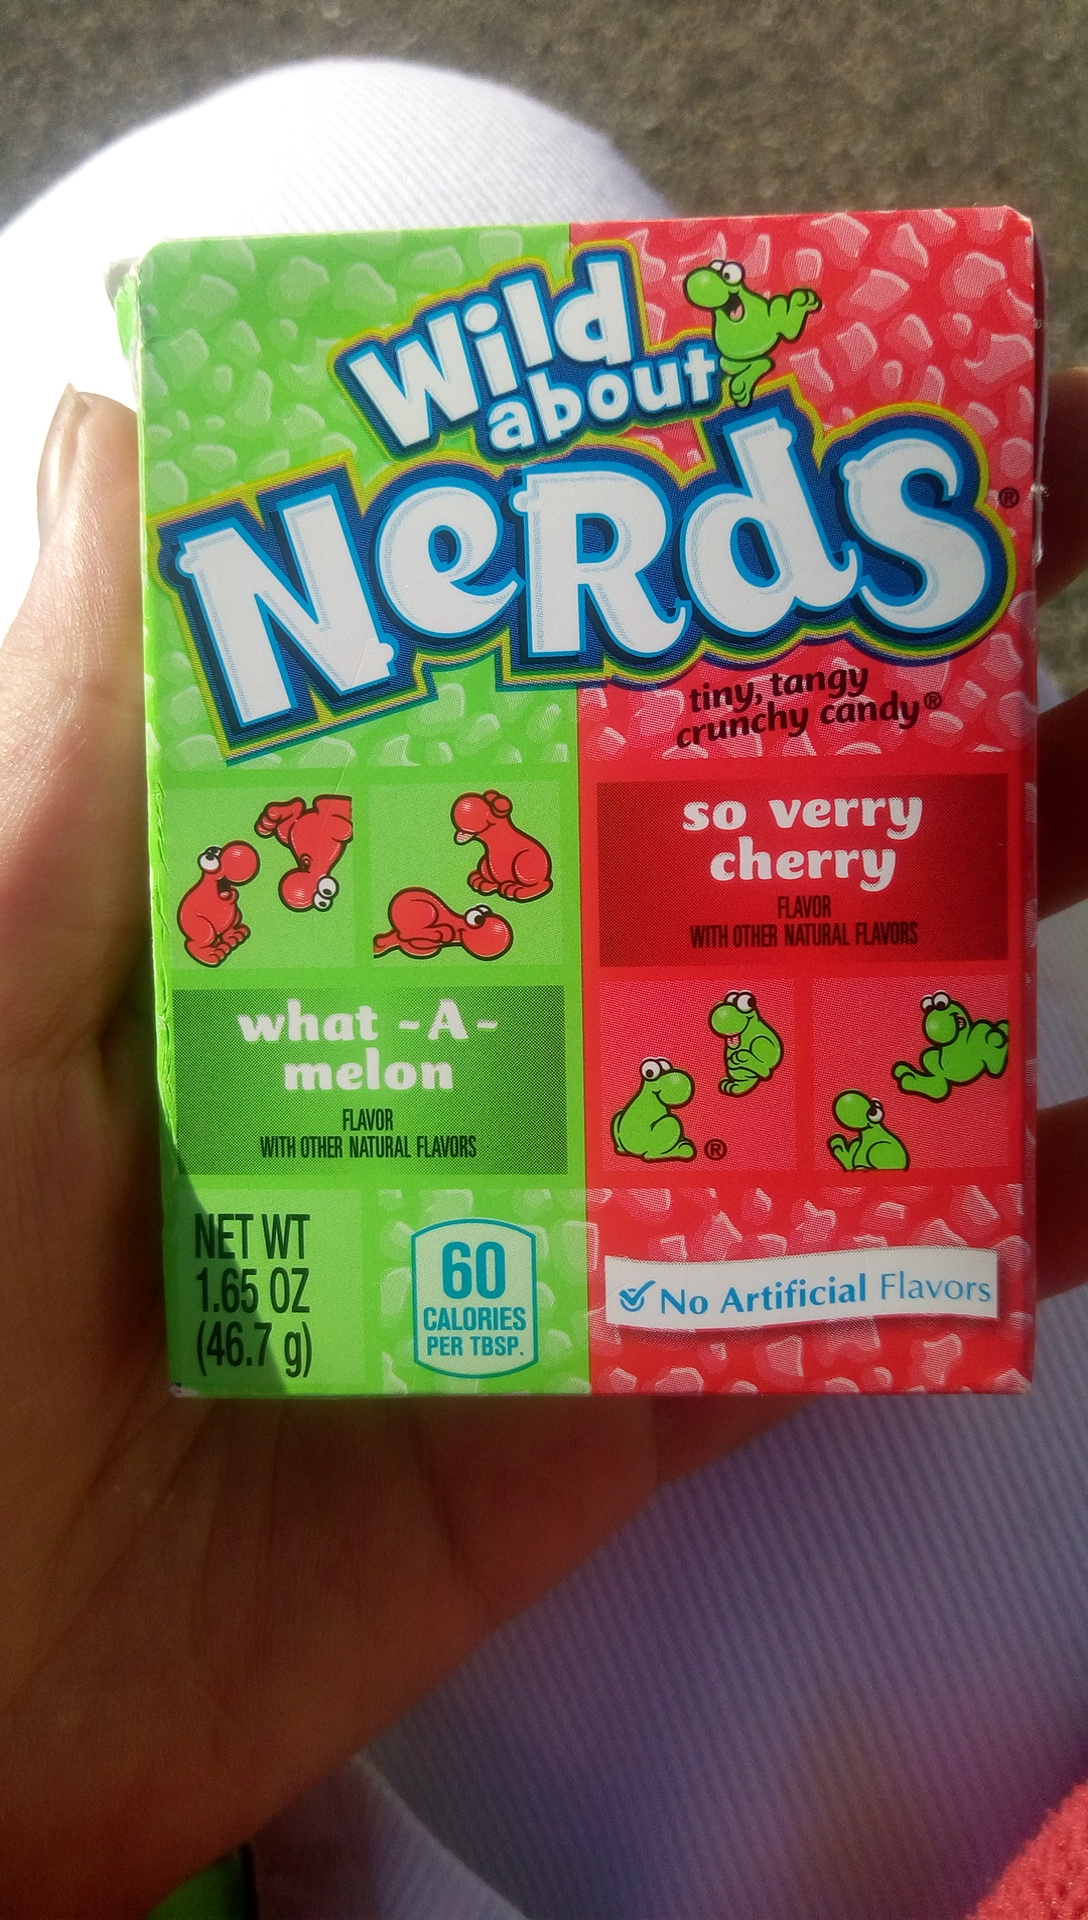 Wild
about
Nerds®
tiny, tangy
crunchy candy®
so verry
cherry
FLAVOR
WITH OTHER NATURAL FLAVORS
what -A-
melon
FLAVOR
WITH OTHER NATURAL FLAVORS
®
NET WT
1.65 OZ
(46.7 g)
60
CALORIES
PER TBSP.
No Artificial Flavors